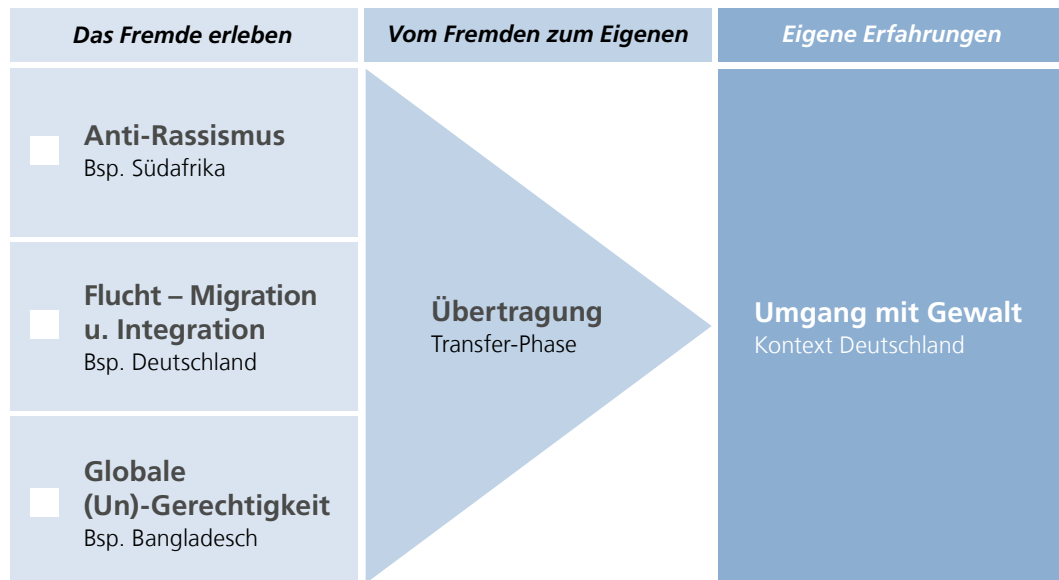 Das Fremde erleben
Vom Fremden zum Eigenen
Eigene Erfahrungen
Anti-Rassismus
Bsp. Südafrika
Flucht – Migration
u. Integration
Bsp. Deutschland
Globale
(Un)-Gerechtigkeit
Bsp. Bangladesch
Übertragung
Transfer-Phase
Umgang mit Gewalt
Kontext Deutschland